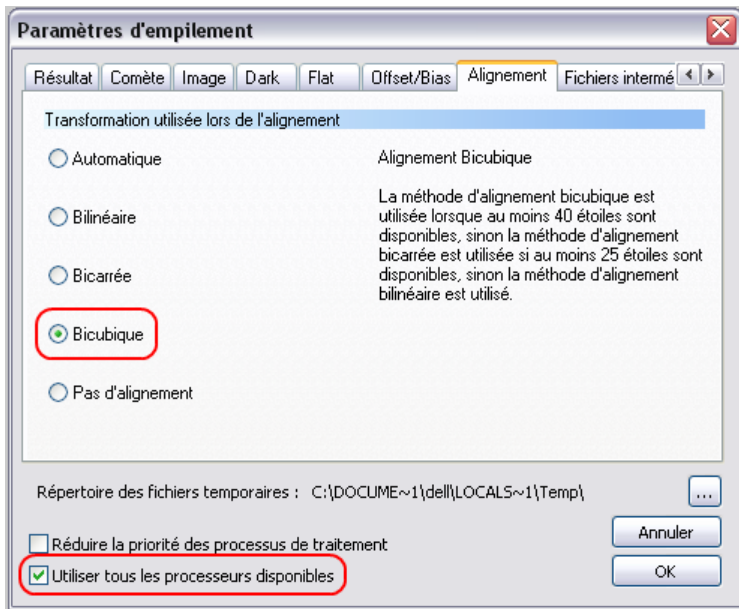 Paramètres d'empilement
Résultat Comète Image Dark Flat Offset/Bias Alignement Fichiers intermé
Transformation utilisée lors de l'alignement
Automatique
Bilinéaire
Bicarrée
Bicubique
Pas d'alignement
Alignement Bicubique
La méthode d'alignement bicubique est
utilisée lorsque au moins 40 étoiles sont
disponibles, sinon la méthode d'alignement
bicarrée est utilisée si au moins 25 étoiles sont
disponibles, sinon la méthode d'alignement
bilinéaire est utilisé.
Répertoire des fichiers temporaires : C:\DOCUME~1\dell\LOCALS~1\Temp\ ...
Réduire la priorité des processus de traitement
Utiliser tous les processeurs disponibles
Annuler
OK